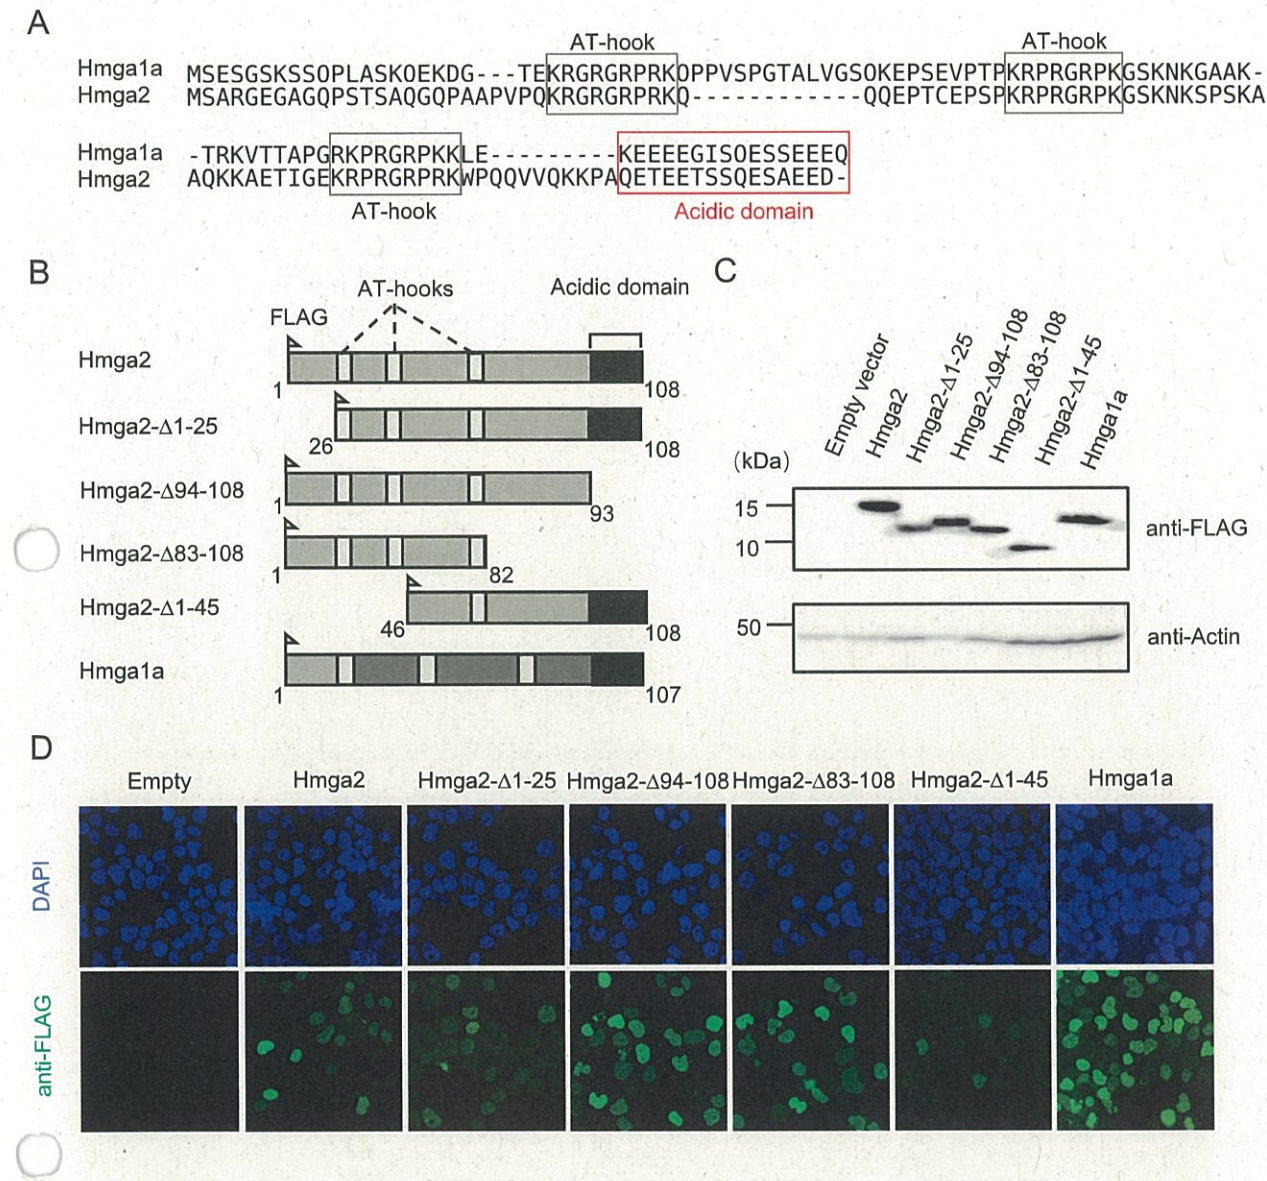 A
AT-hook AT-hook
Hmga1a MSESGSKSSOPLASKOEKDG---TEKRGRGRPRKOPPVSPGTALVGSOKEPSEVPTPKRPRGRPKGSKNKGAAK-
Hmga2 MSARGEGAGQPSTSAQGQPAAPVPQKRGRGRPRKQ-------------QQEPTCEPSPKRPRGRPKGSKNKSPSKA
Hmga1a -TRKVTTAPGRKPRGRPKKLE----------KEEEEGISOESSEEEQ
Hmga2 AQKKAETIGEKRPRGRPRKWPQQVVQKKPAQETEETSSQESAEED-
AT-hook Acidic domain
B
AT-hooks Acidic domain
FLAG
Hmga2
1 108
Hmga2-Δ1-25
26 108
Hmga2-Δ94-108
1 93
Hmga2-Δ83-108
1 82
Hmga2-Δ1-45
46 108
Hmga1a
1 107
C
Empty vector
Hmga2
Hmga2-Δ1-25
Hmga2-Δ94-108
Hmga2-Δ83-108
Hmga2-Δ1-45
Hmga1a
(kDa)
15
10
anti-FLAG
50
anti-Actin
D
Empty Hmga2 Hmga2-Δ1-25 Hmga2-Δ94-108 Hmga2-Δ83-108 Hmga2-Δ1-45 Hmga1a
DAPI
anti-FLAG